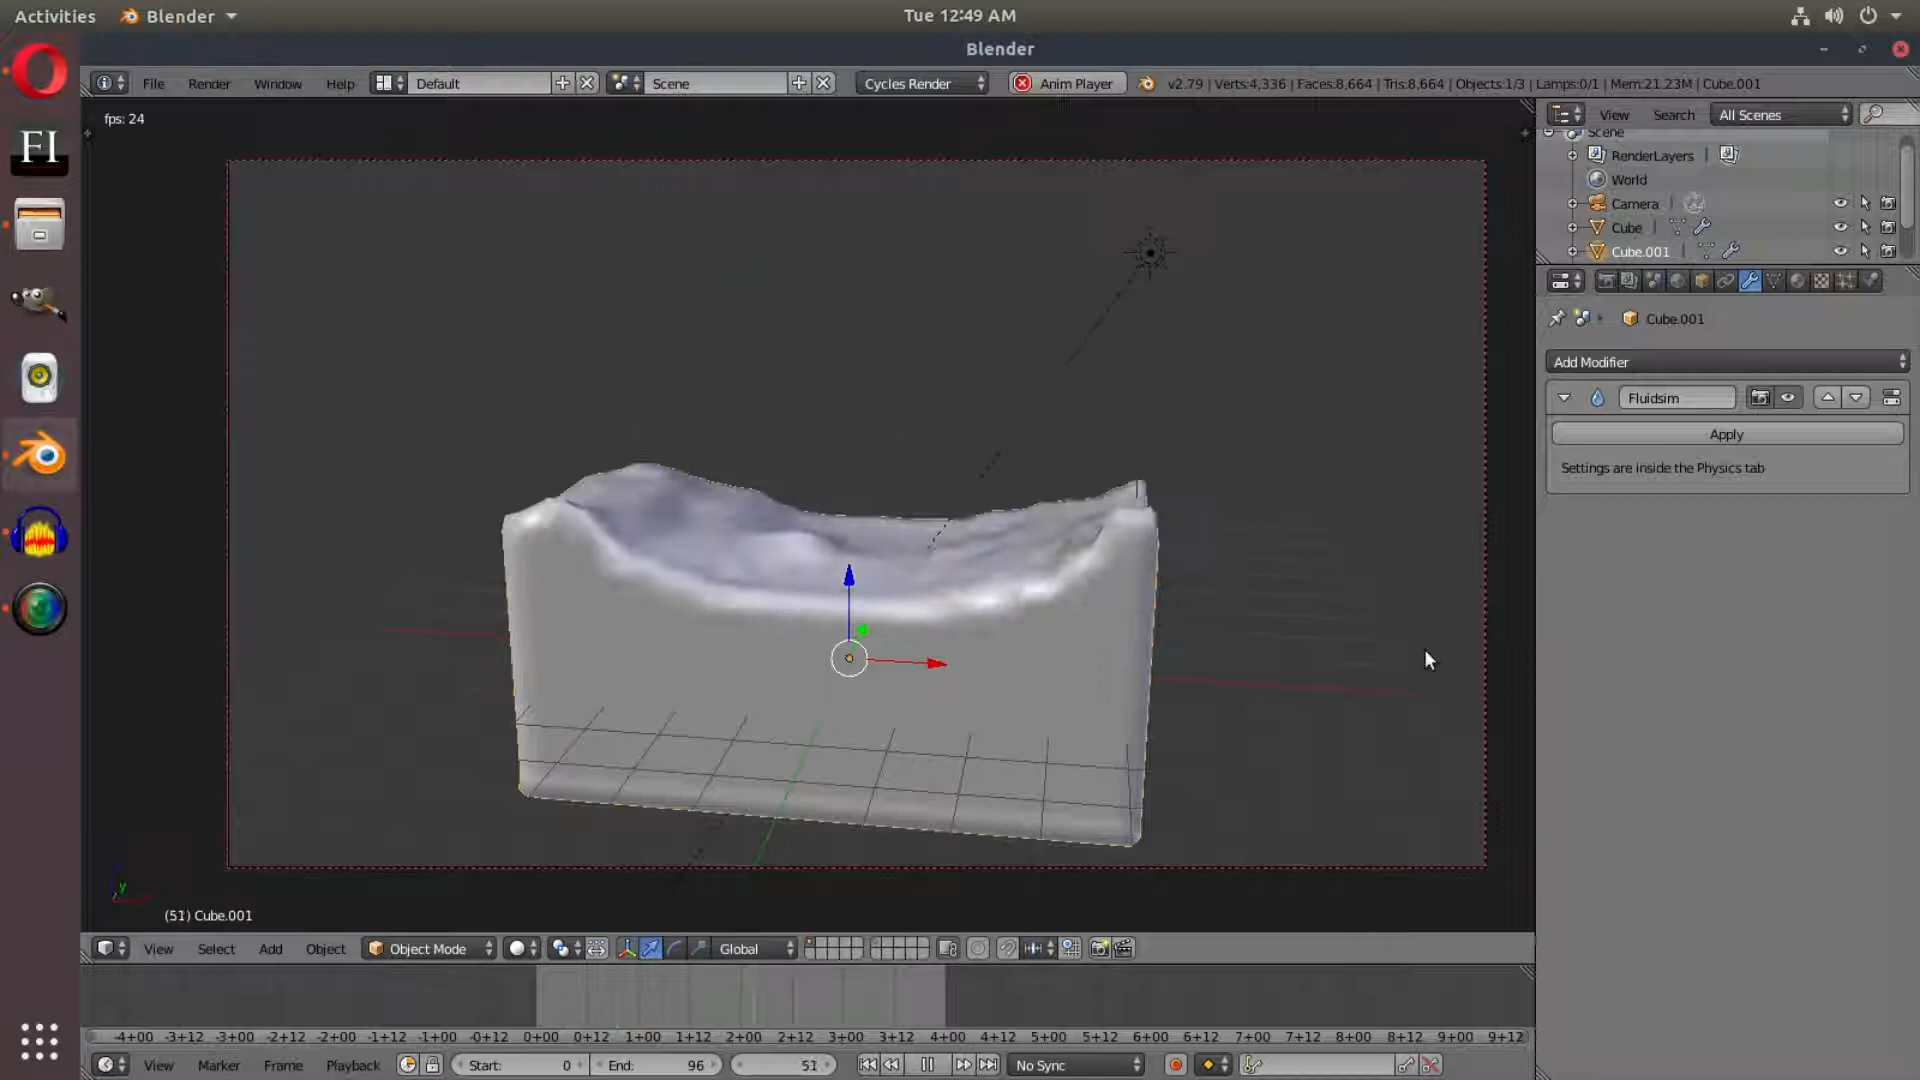 Activities Blender Tue 12:49 AM
Blender
File Render Window Help Default Scene Cycles Render Anim Player v2.79 | Verts:4,336 | Faces:8,664 | Tris:8,664 | Objects:1/3 | Lamps:0/1 | Mem:21.23M | Cube.001
fps: 24
View Search All Scenes
Scene
RenderLayers
World
Camera
Cube
Cube.001
FI
Cube.001
Add Modifier
Fluidsim
Apply
Settings are inside the Physics tab
y
(51) Cube.001
View Select Add Object Object Mode Global
-4+00 -3+12 -3+00 -2+12 -2+00 -1+12 -1+00 -0+12 0+00 0+12 1+00 1+12 2+00 2+12 3+00 3+12 4+00 4+12 5+00 5+12 6+00 6+12 7+00 7+12 8+00 8+12 9+00 9+12
View Marker Frame Playback Start: 0 End: 96 51 No Sync